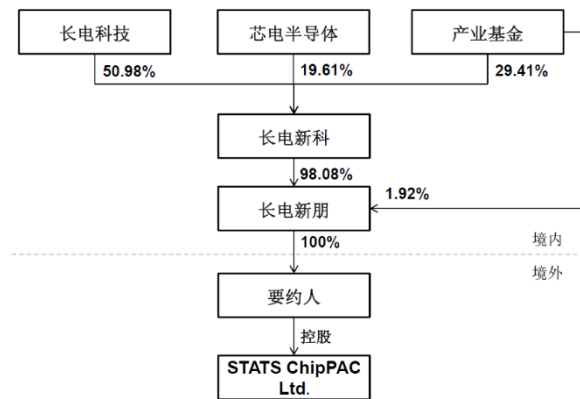 长电科技
芯电半导体
产业基金
50.98%
19.61%
29.41%
长电新科
98.08%
长电新朋
1.92%
100%
境内
境外
要约人
控股
STATS ChipPAC
Ltd.